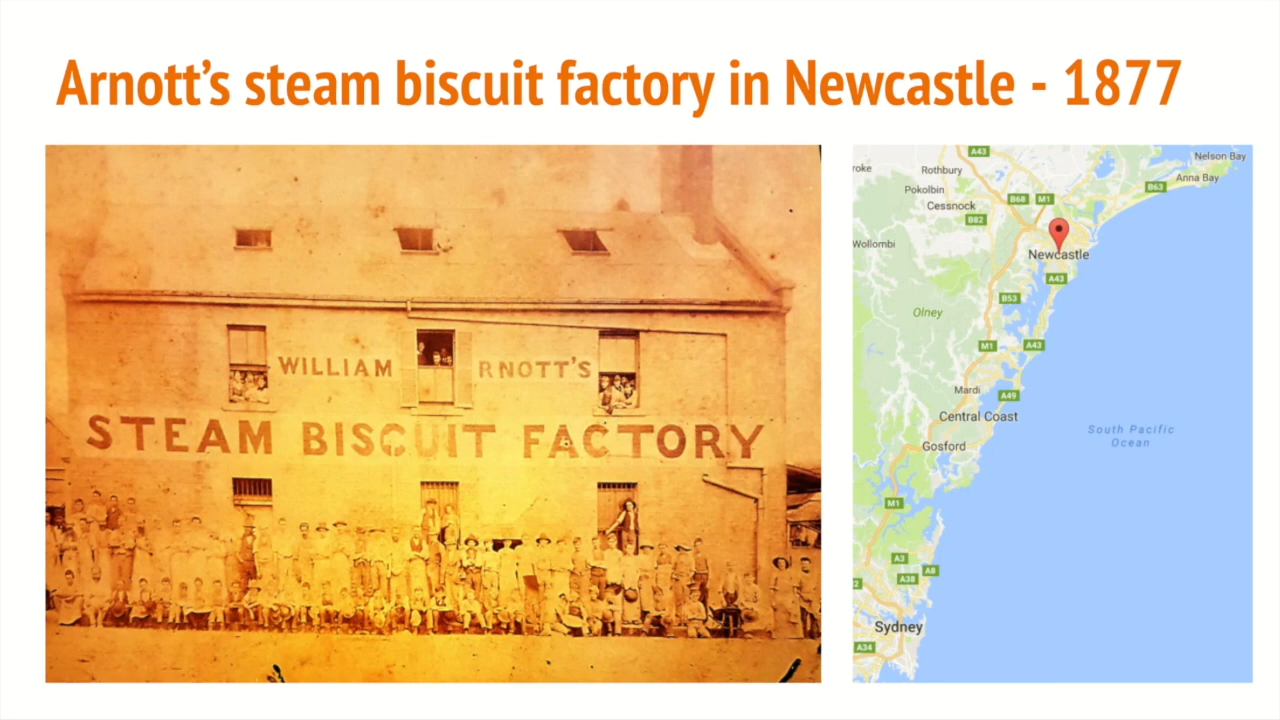 Arnott's steam biscuit factory in Newcastle - 1877
WILLIAM RNOTT'S
STEAM BISCUIT FACTORY
A43
Nelson Bay
roke
Rothbury
Anna Bay
B63
Pokolbin
B68
M1
Cessnock
B82
Wollombi
Newcastle
A43
B53
Olney
M1
A43
Mardi
A49
Central Coast
South Pacific
Ocean
Gosford
M1
A3
A8
A38
2
Sydney
A34